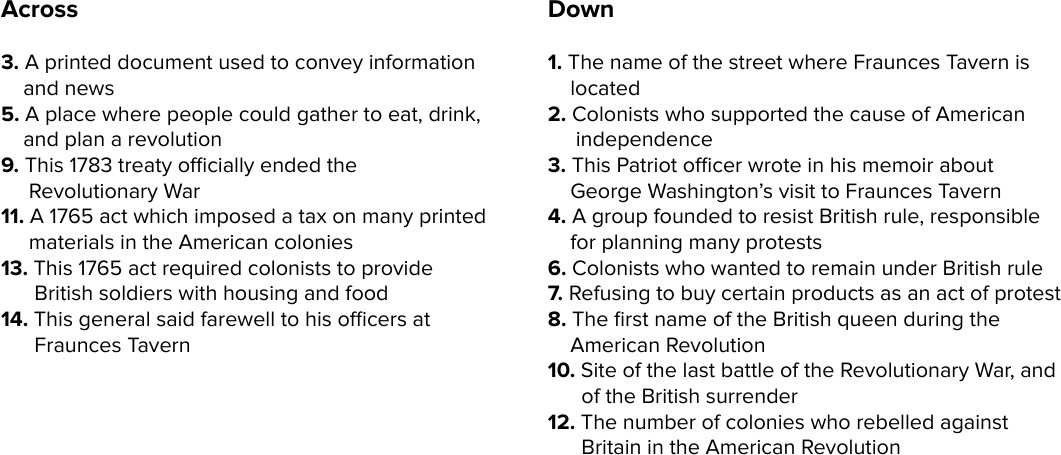 Across
3. A printed document used to convey information
and news
5. A place where people could gather to eat, drink,
and plan a revolution
9. This 1783 treaty officially ended the
Revolutionary War
11. A 1765 act which imposed a tax on many printed
materials in the American colonies
13. This 1765 act required colonists to provide
British soldiers with housing and food
14. This general said farewell to his officers at
Fraunces Tavern
Down
1. The name of the street where Fraunces Tavern is
located
2. Colonists who supported the cause of American
independence
3. This Patriot officer wrote in his memoir about
George Washington’s visit to Fraunces Tavern
4. A group founded to resist British rule, responsible
for planning many protests
6. Colonists who wanted to remain under British rule
7. Refusing to buy certain products as an act of protest
8. The first name of the British queen during the
American Revolution
10. Site of the last battle of the Revolutionary War, and
of the British surrender
12. The number of colonies who rebelled against
Britain in the American Revolution